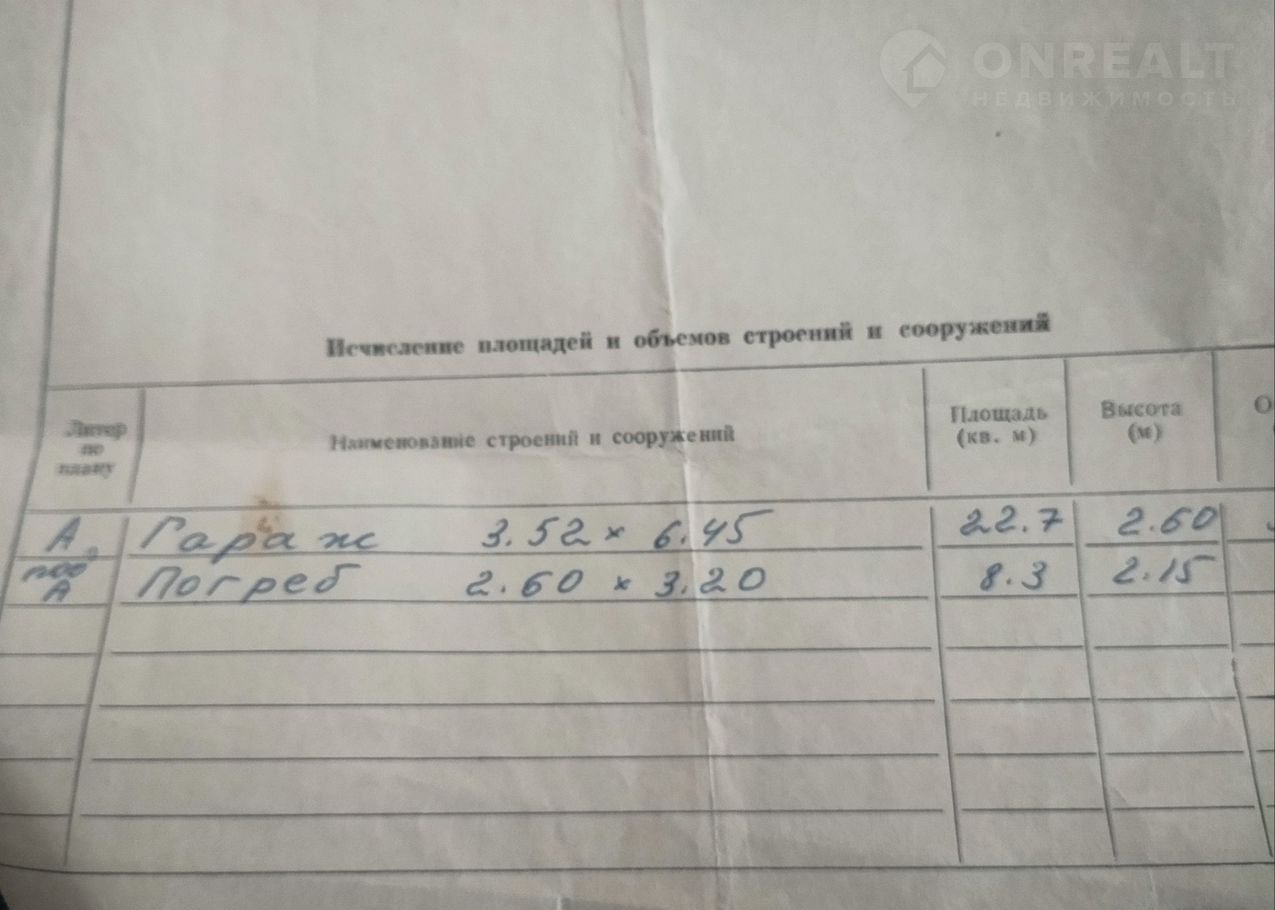 ONREALT
НЕДВИЖИМОСТЬ
Исчисление площадей и объемов строений и сооружений
Литер по плану
Наименование строений и сооружений
Площадь (кв. м)
Высота (м)
О
А Гараж 3.52 × 6.45 22.7 2.60
под А Погреб 2.60 × 3.20 8.3 2.15